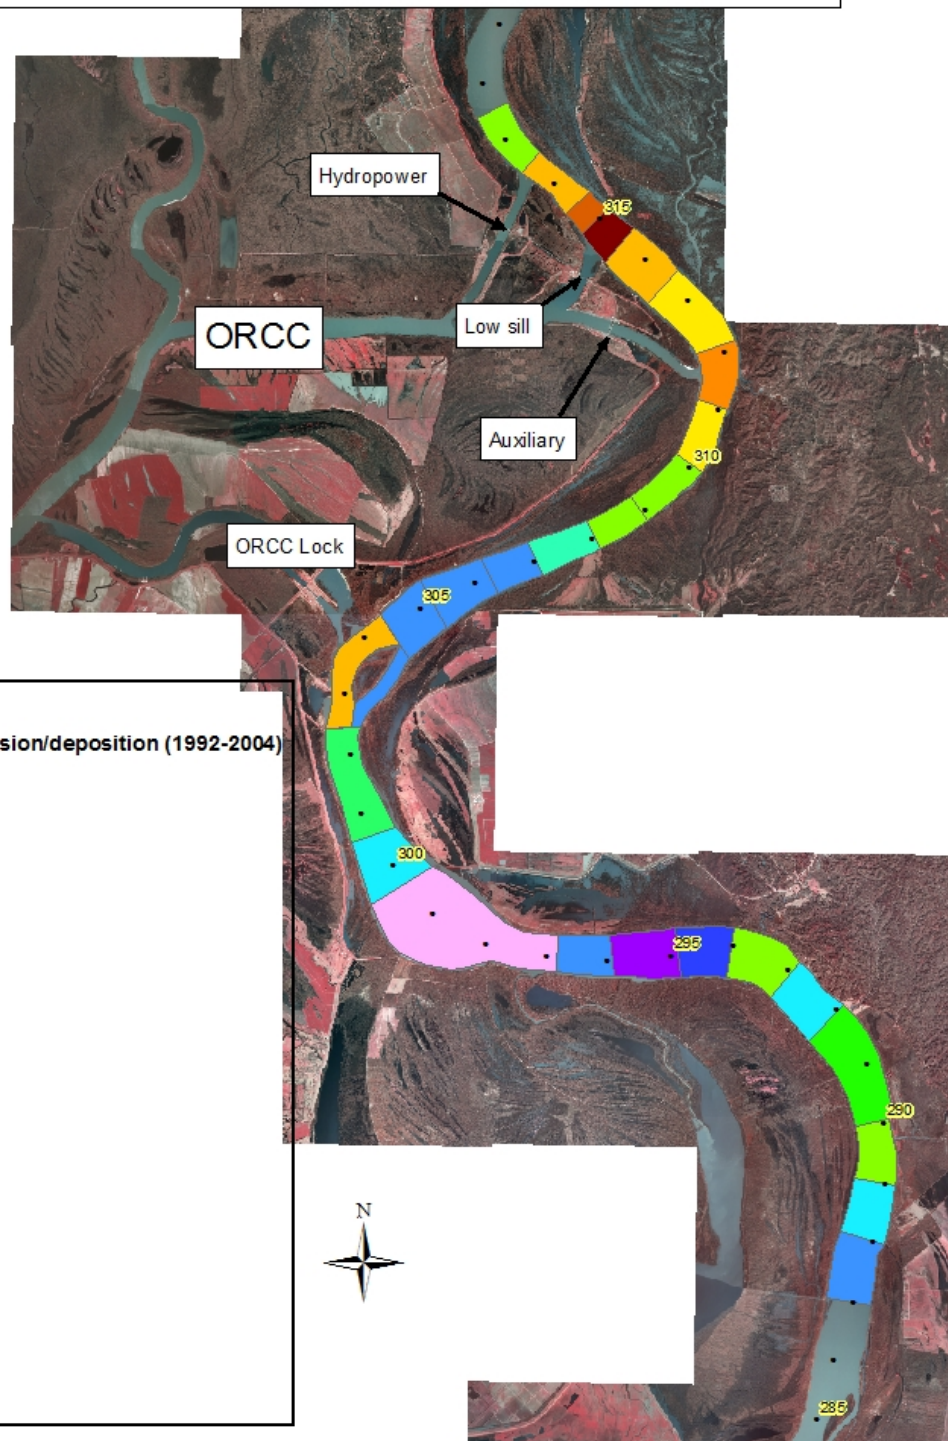 Hydropower
315
ORCC
Low sill
Auxiliary
310
ORCC Lock
305
sion/deposition (1992-2004)
300
295
290
N
285